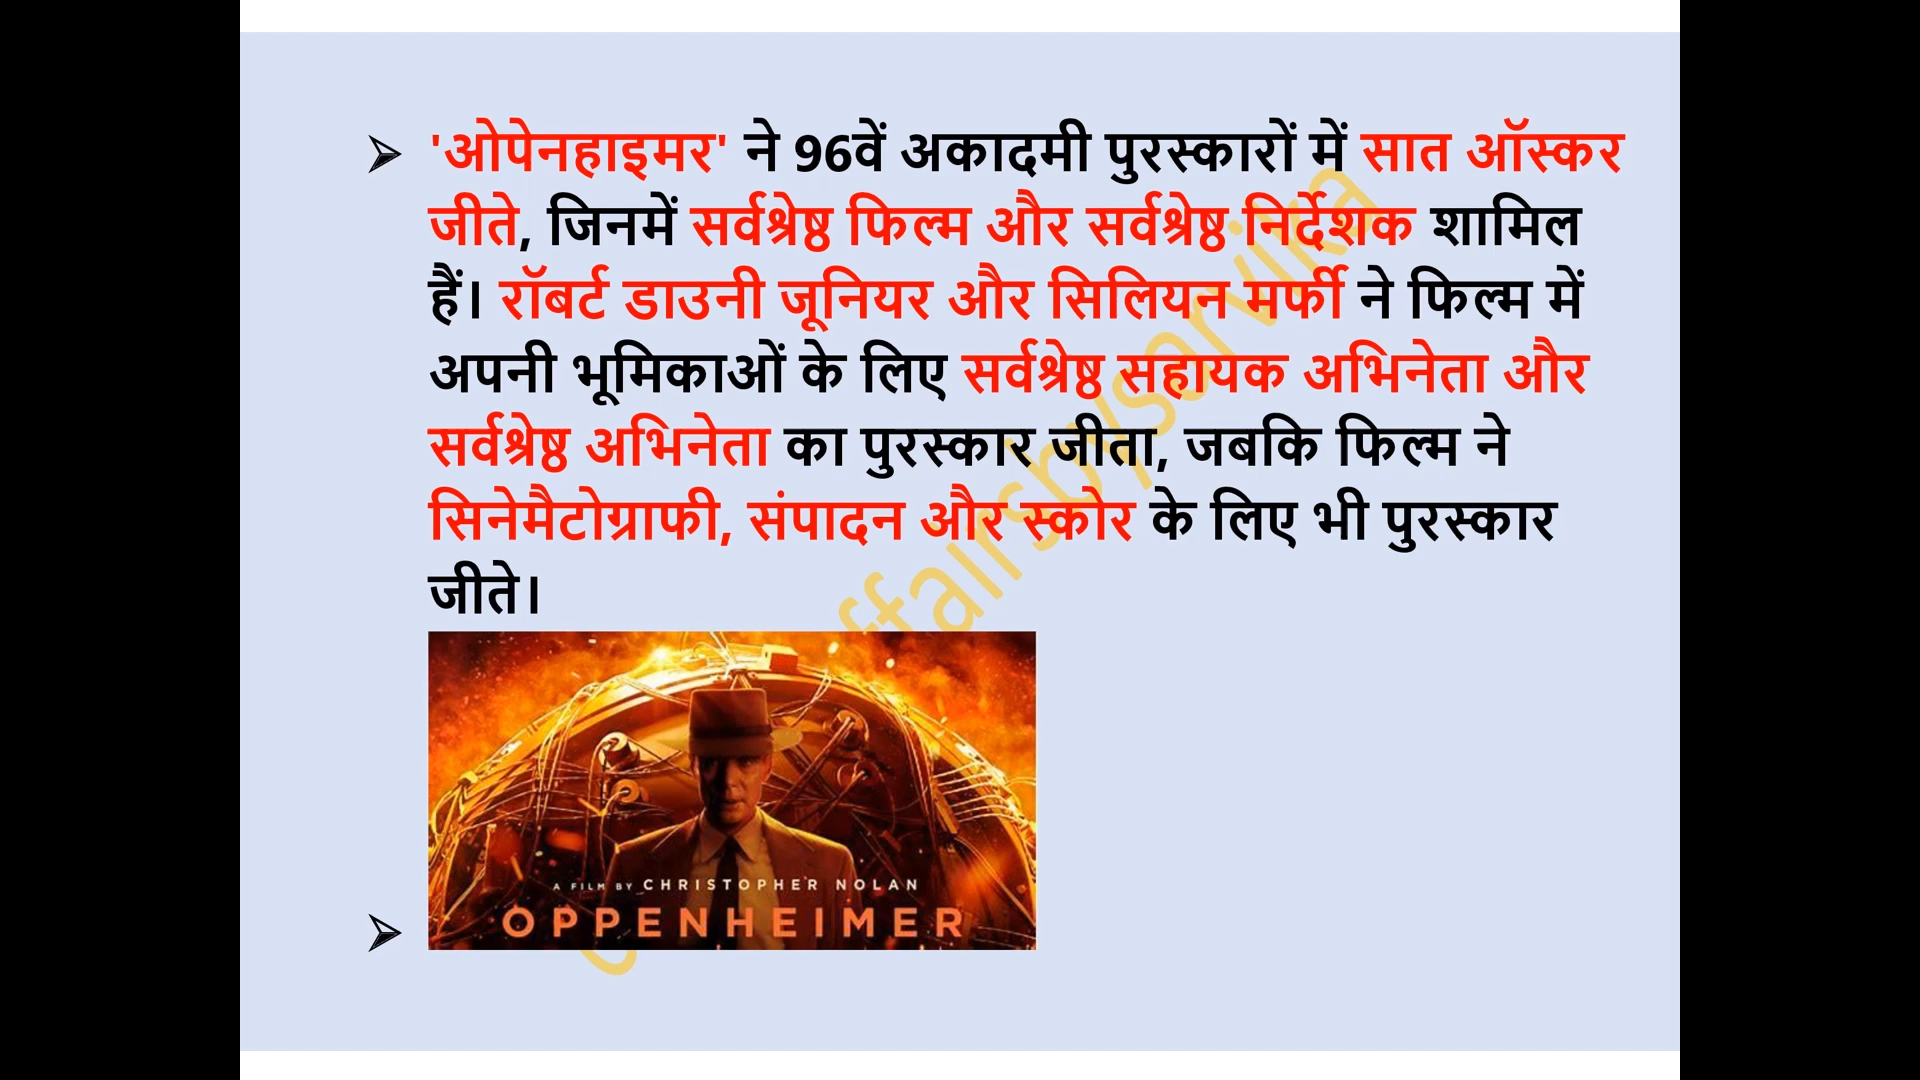 'ओपेनहाइमर' ने 96वें अकादमी पुरस्कारों में सात ऑस्कर
जीते, जिनमें सर्वश्रेष्ठ फिल्म और सर्वश्रेष्ठ निर्देशक शामिल
हैं। रॉबर्ट डाउनी जूनियर और सिलियन मर्फी ने फिल्म में
अपनी भूमिकाओं के लिए सर्वश्रेष्ठ सहायक अभिनेता और
सर्वश्रेष्ठ अभिनेता का पुरस्कार जीता, जबकि फिल्म ने
सिनेमैटोग्राफी, संपादन और स्कोर के लिए भी पुरस्कार
जीते।
A FILM BY CHRISTOPHER NOLAN
OPPENHEIMER